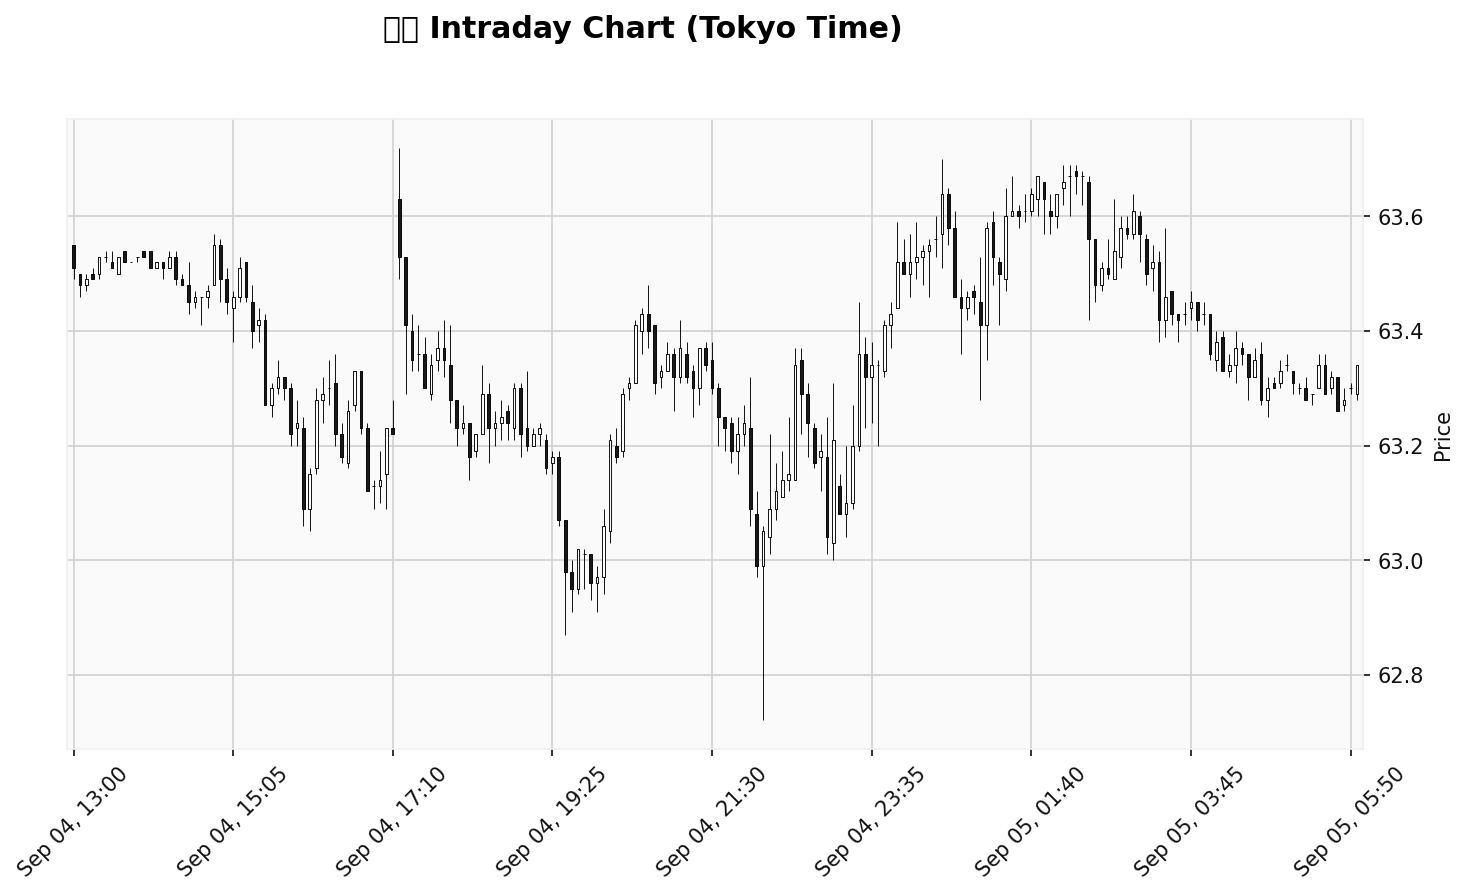 Intraday Chart (Tokyo Time)
63.6
63.4
63.2
63.0
62.8
Price
Sep 04, 13:00
Sep 04, 15:05
Sep 04, 17:10
Sep 04, 19:25
Sep 04, 21:30
Sep 04, 23:35
Sep 05, 01:40
Sep 05, 03:45
Sep 05, 05:50